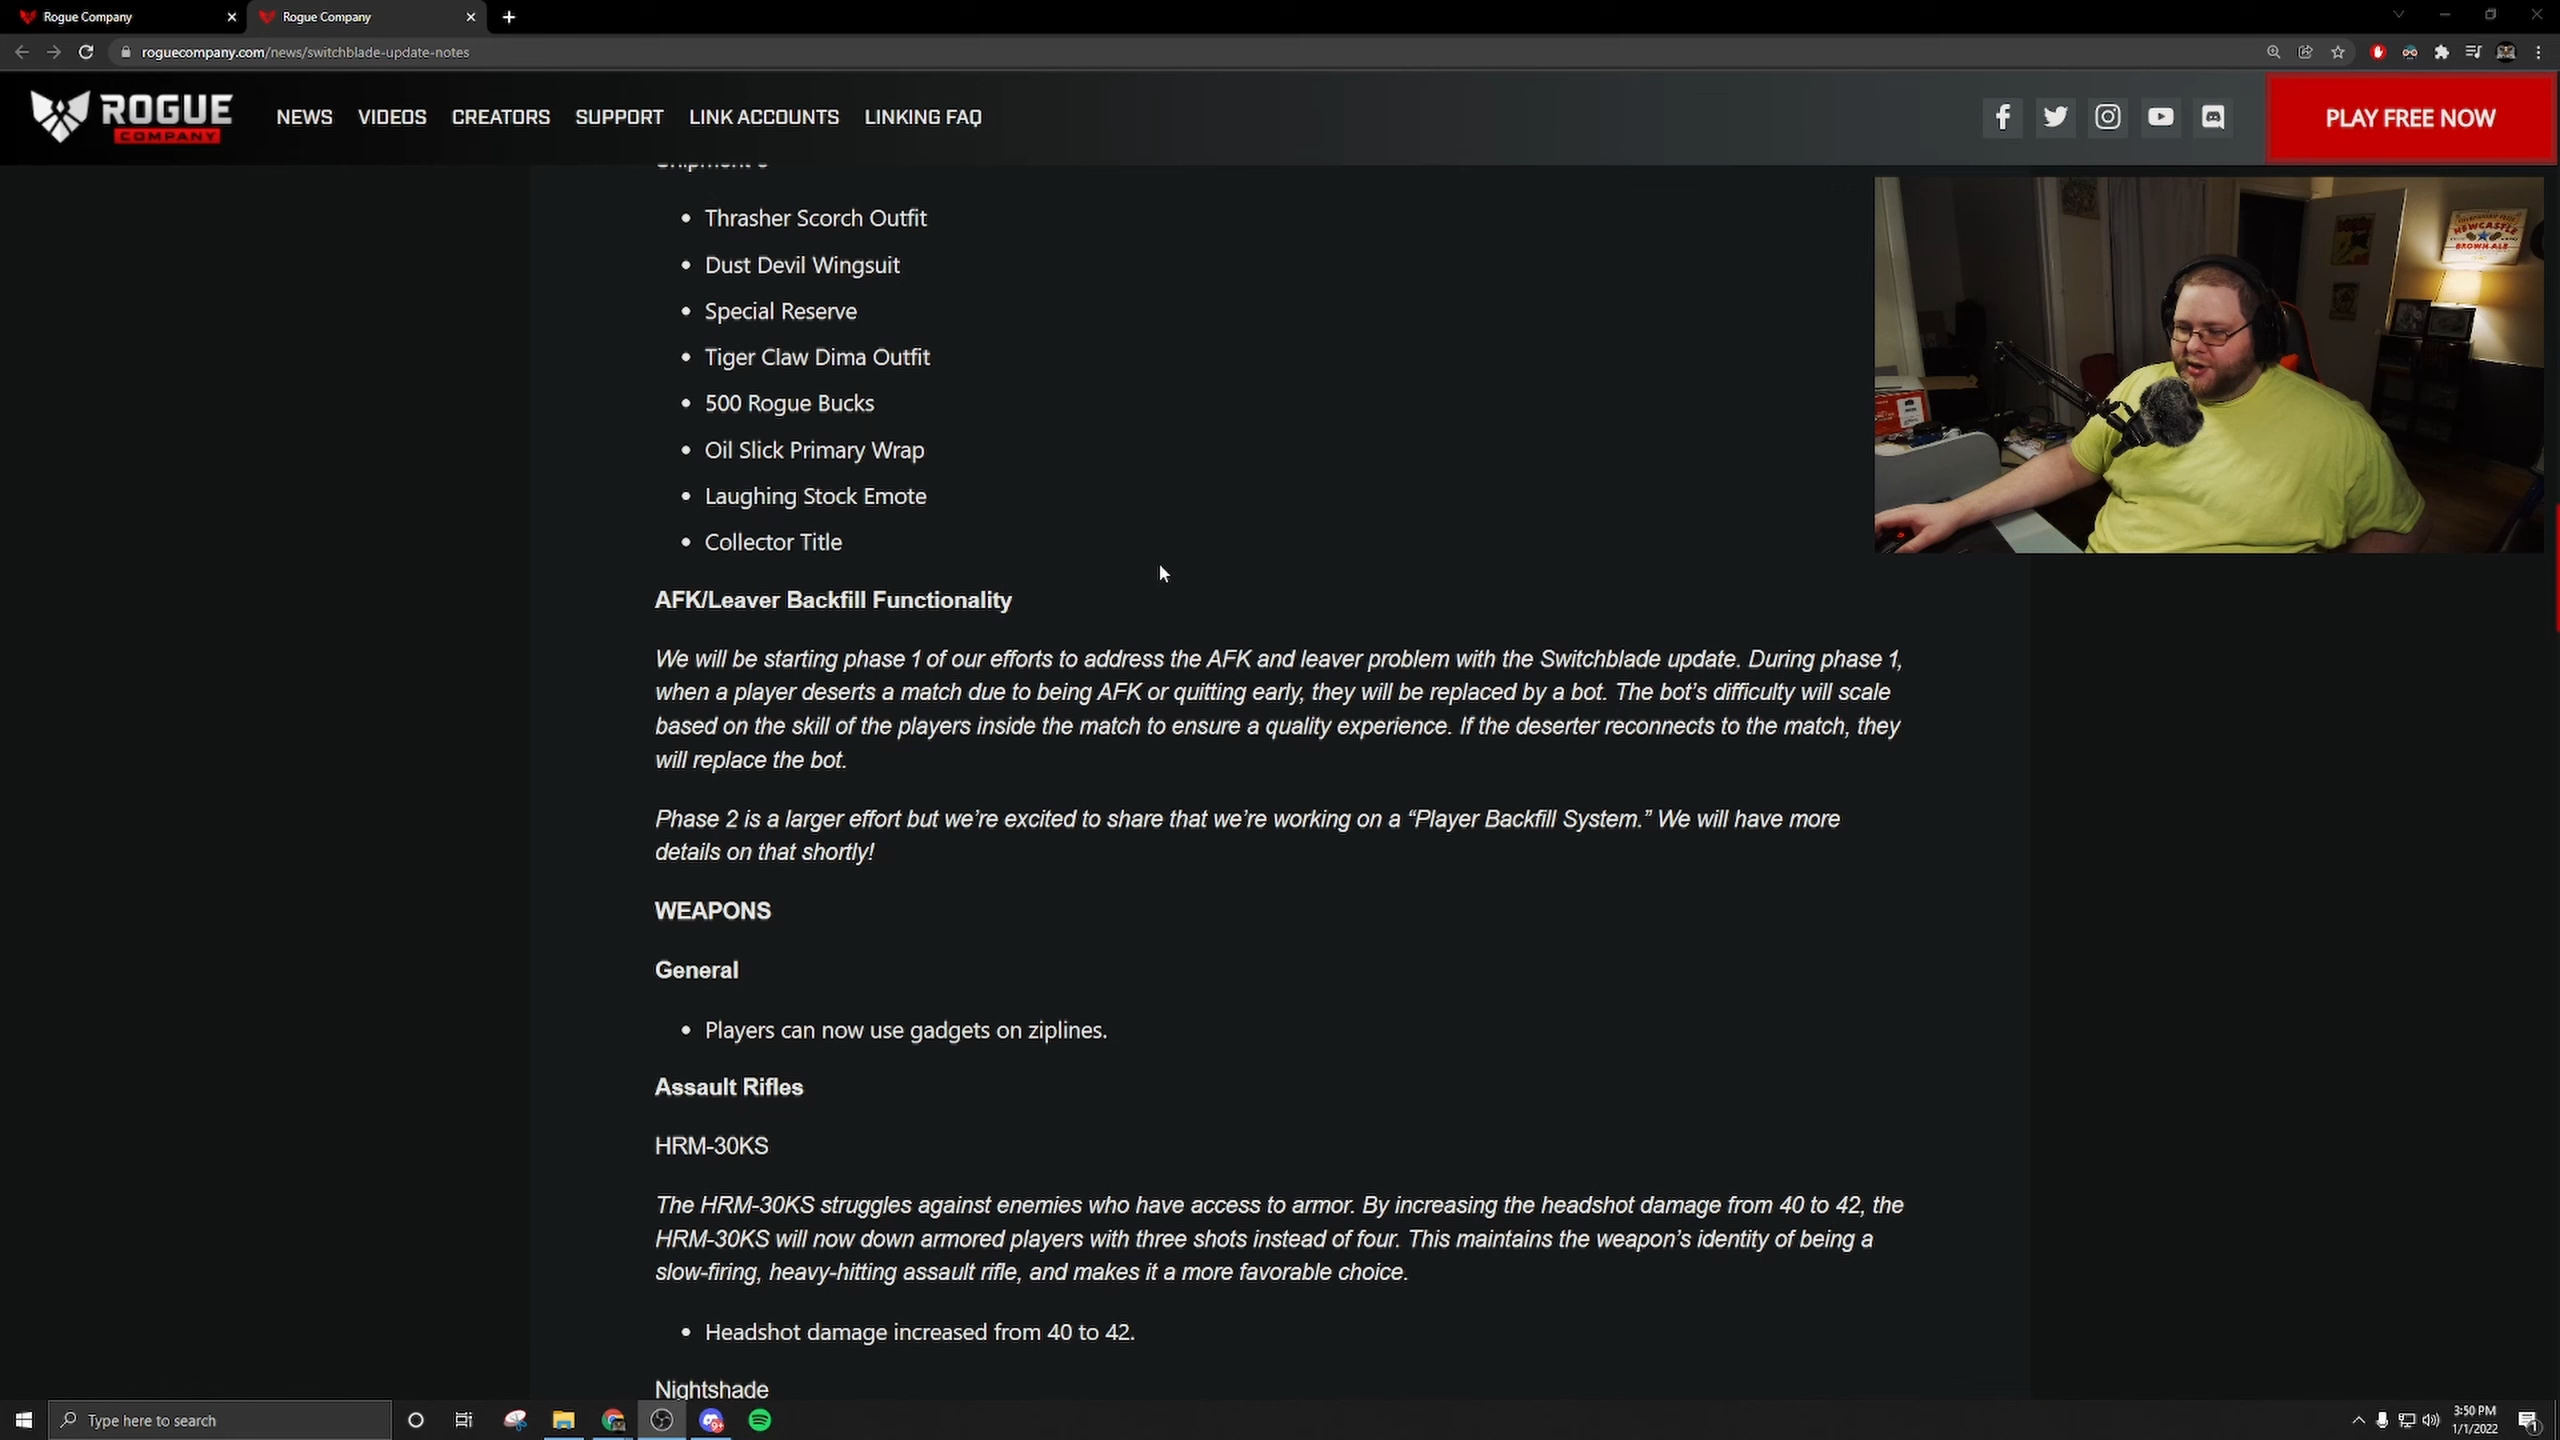 Rogue Company
Rogue Company
roguecompany.com/news/switchblade-update-notes
ROGUE
COMPANY
NEWS
VIDEOS
CREATORS
SUPPORT
LINK ACCOUNTS
LINKING FAQ
PLAY FREE NOW
• Thrasher Scorch Outfit
• Dust Devil Wingsuit
• Special Reserve
• Tiger Claw Dima Outfit
• 500 Rogue Bucks
• Oil Slick Primary Wrap
• Laughing Stock Emote
• Collector Title
NEWCASTLE
BROWN ALE
AFK/Leaver Backfill Functionality
We will be starting phase 1 of our efforts to address the AFK and leaver problem with the Switchblade update. During phase 1,
when a player deserts a match due to being AFK or quitting early, they will be replaced by a bot. The bot’s difficulty will scale
based on the skill of the players inside the match to ensure a quality experience. If the deserter reconnects to the match, they
will replace the bot.
Phase 2 is a larger effort but we’re excited to share that we’re working on a “Player Backfill System.” We will have more
details on that shortly!
WEAPONS
General
• Players can now use gadgets on ziplines.
Assault Rifles
HRM-30KS
The HRM-30KS struggles against enemies who have access to armor. By increasing the headshot damage from 40 to 42, the
HRM-30KS will now down armored players with three shots instead of four. This maintains the weapon’s identity of being a
slow-firing, heavy-hitting assault rifle, and makes it a more favorable choice.
• Headshot damage increased from 40 to 42.
Nightshade
Type here to search
3:50 PM
1/1/2022